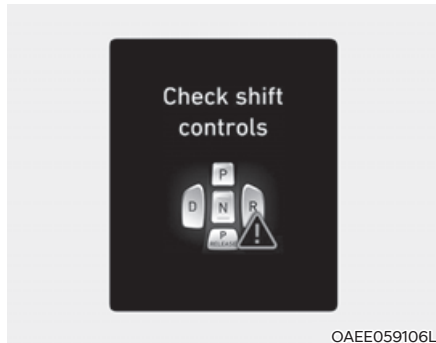 Check shift
controls
P
D N R
P
RELEASE
OAEE059106L